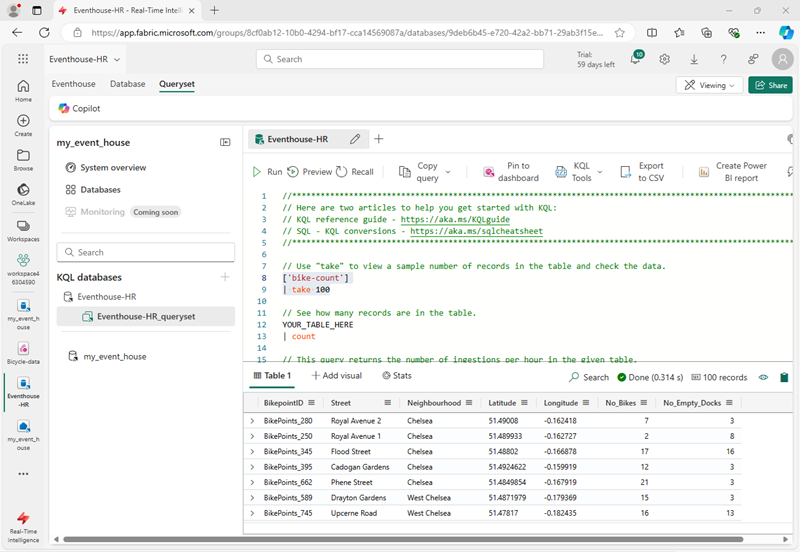 Eventhouse-HR - Real-Time Intellig
https://app.fabric.microsoft.com/groups/8cf0ab12-10b0-4294-bf17-cca14569087a/databases/9deb6b45-e720-42a2-bb71-29ab3f15e...
Eventhouse-HR
Search
Trial:
59 days left
10
Eventhouse
Database
Queryset
Viewing
Share
Copilot
Home
Create
Browse
OneLake
Workspaces
workspace4
6304590
my_event_h
ouse
Bicycle-data
Eventhouse
-HR
my_event_h
ouse
...
Real-Time
Intelligence
my_event_house
System overview
Databases
Monitoring Coming soon
Search
KQL databases
Eventhouse-HR
Eventhouse-HR_queryset
my_event_house
Eventhouse-HR
Run
Preview
Recall
Copy
query
Pin to
dashboard
KQL
Tools
Export
to CSV
Create Power
BI report
1 //****************************************************************************************************
2 // Here are two articles to help you get started with KQL:
3 // KQL reference guide - https://aka.ms/KQLguide
4 // SQL - KQL conversions - https://aka.ms/sqlcheatsheet
5 //****************************************************************************************************
6
7 // Use "take" to view a sample number of records in the table and check the data.
8 ['bike-count']
9 | take 100
10
11 // See how many records are in the table.
12 YOUR_TABLE_HERE
13 | count
14
15 // This query returns the number of ingestions per hour in the given table.
Table 1
Add visual
Stats
Search
Done (0.314 s)
100 records
BikepointID Street Neighbourhood Latitude Longitude No_Bikes No_Empty_Docks
BikePoints_280 Royal Avenue 2 Chelsea 51.49008 -0.162418 7 3
BikePoints_250 Royal Avenue 1 Chelsea 51.489933 -0.162727 2 8
BikePoints_345 Flood Street Chelsea 51.48802 -0.166878 17 16
BikePoints_395 Cadogan Gardens Chelsea 51.4924622 -0.159919 12 3
BikePoints_662 Phene Street Chelsea 51.4849854 -0.167919 21 3
BikePoints_589 Drayton Gardens West Chelsea 51.4871979 -0.179369 15 3
BikePoints_745 Upcerne Road West Chelsea 51.47817 -0.182435 16 13